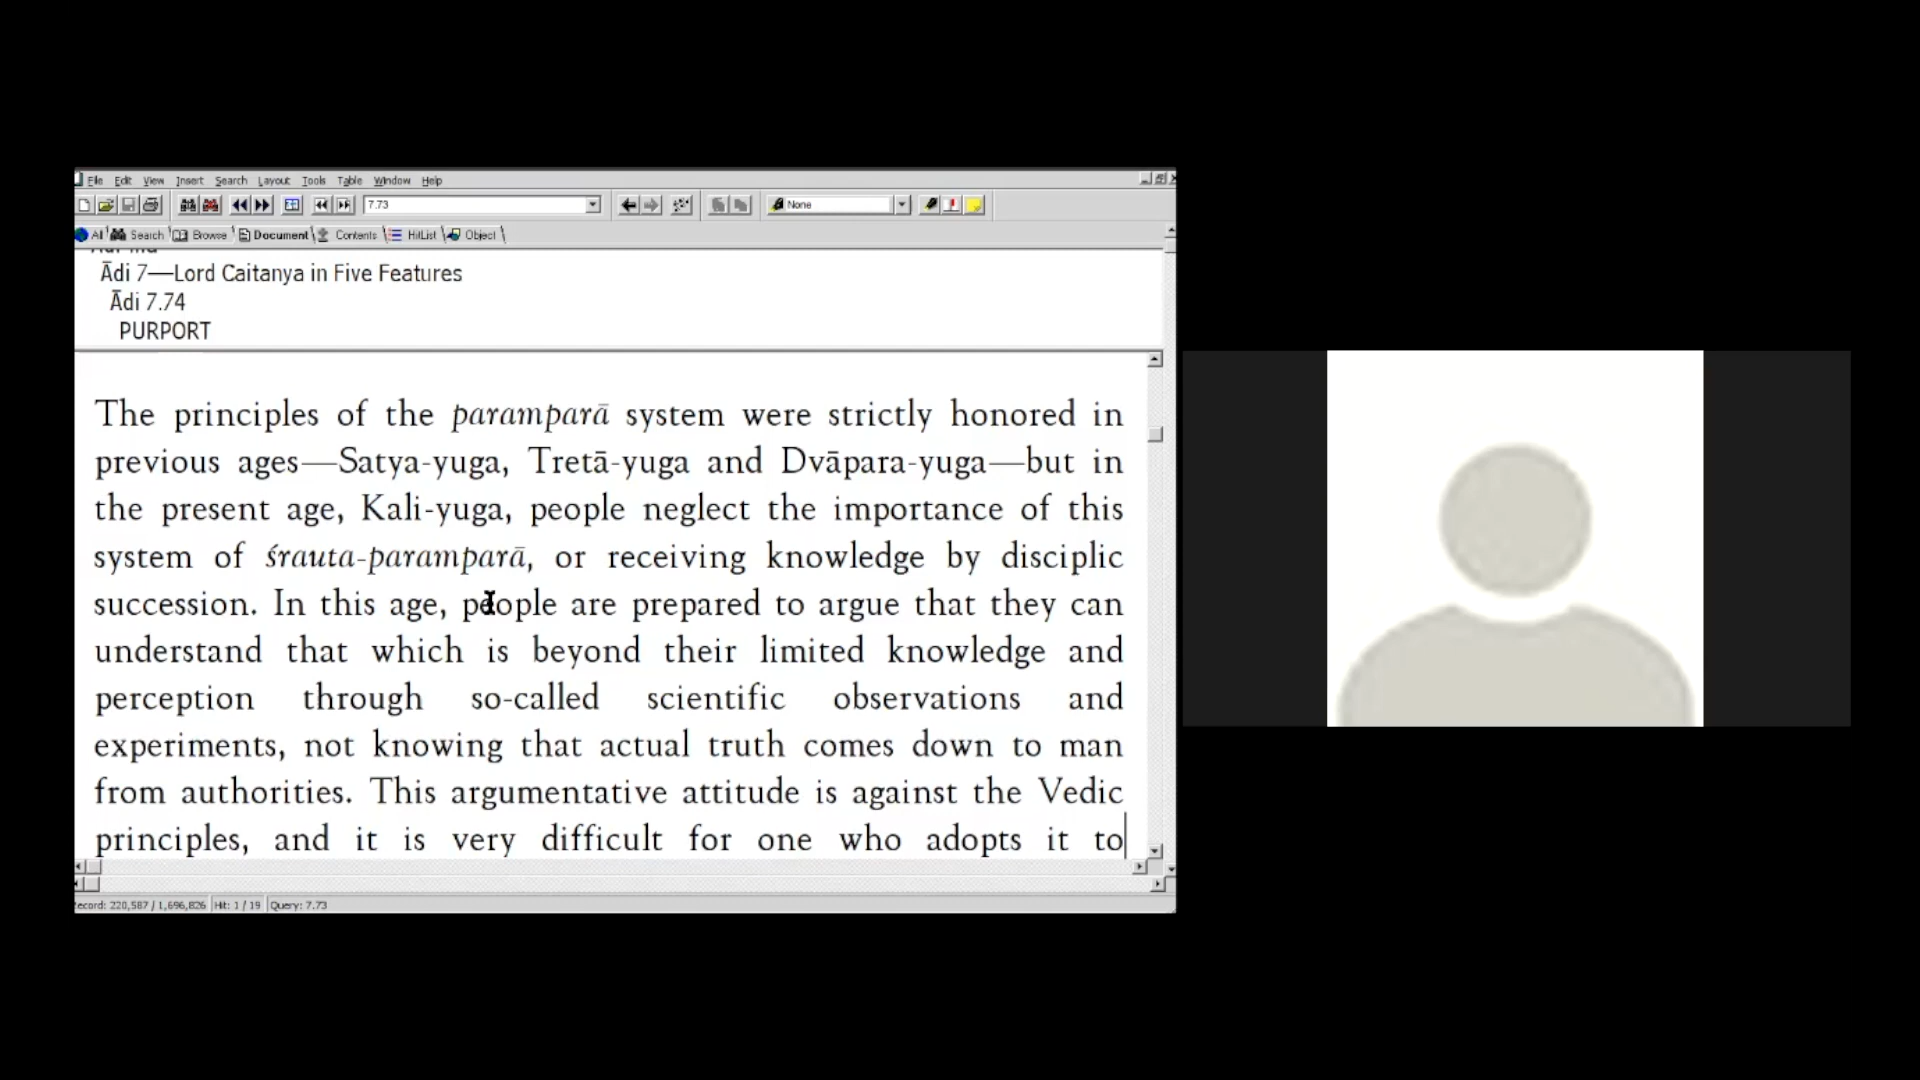 File Edit View Insert Search Layout Tools Table Window Help
7.73 None
All Search Browse Document Contents HitList Object
Ādi 7—Lord Caitanya in Five Features
Ādi 7.74
PURPORT
The principles of the paramparā system were strictly honored in
previous ages—Satya-yuga, Tretā-yuga and Dvāpara-yuga—but in
the present age, Kali-yuga, people neglect the importance of this
system of śrauta-paramparā, or receiving knowledge by disciplic
succession. In this age, people are prepared to argue that they can
understand that which is beyond their limited knowledge and
perception through so-called scientific observations and
experiments, not knowing that actual truth comes down to man
from authorities. This argumentative attitude is against the Vedic
principles, and it is very difficult for one who adopts it to
ecord: 220,587 / 1,696,826 Hit: 1 / 19 Query: 7.73